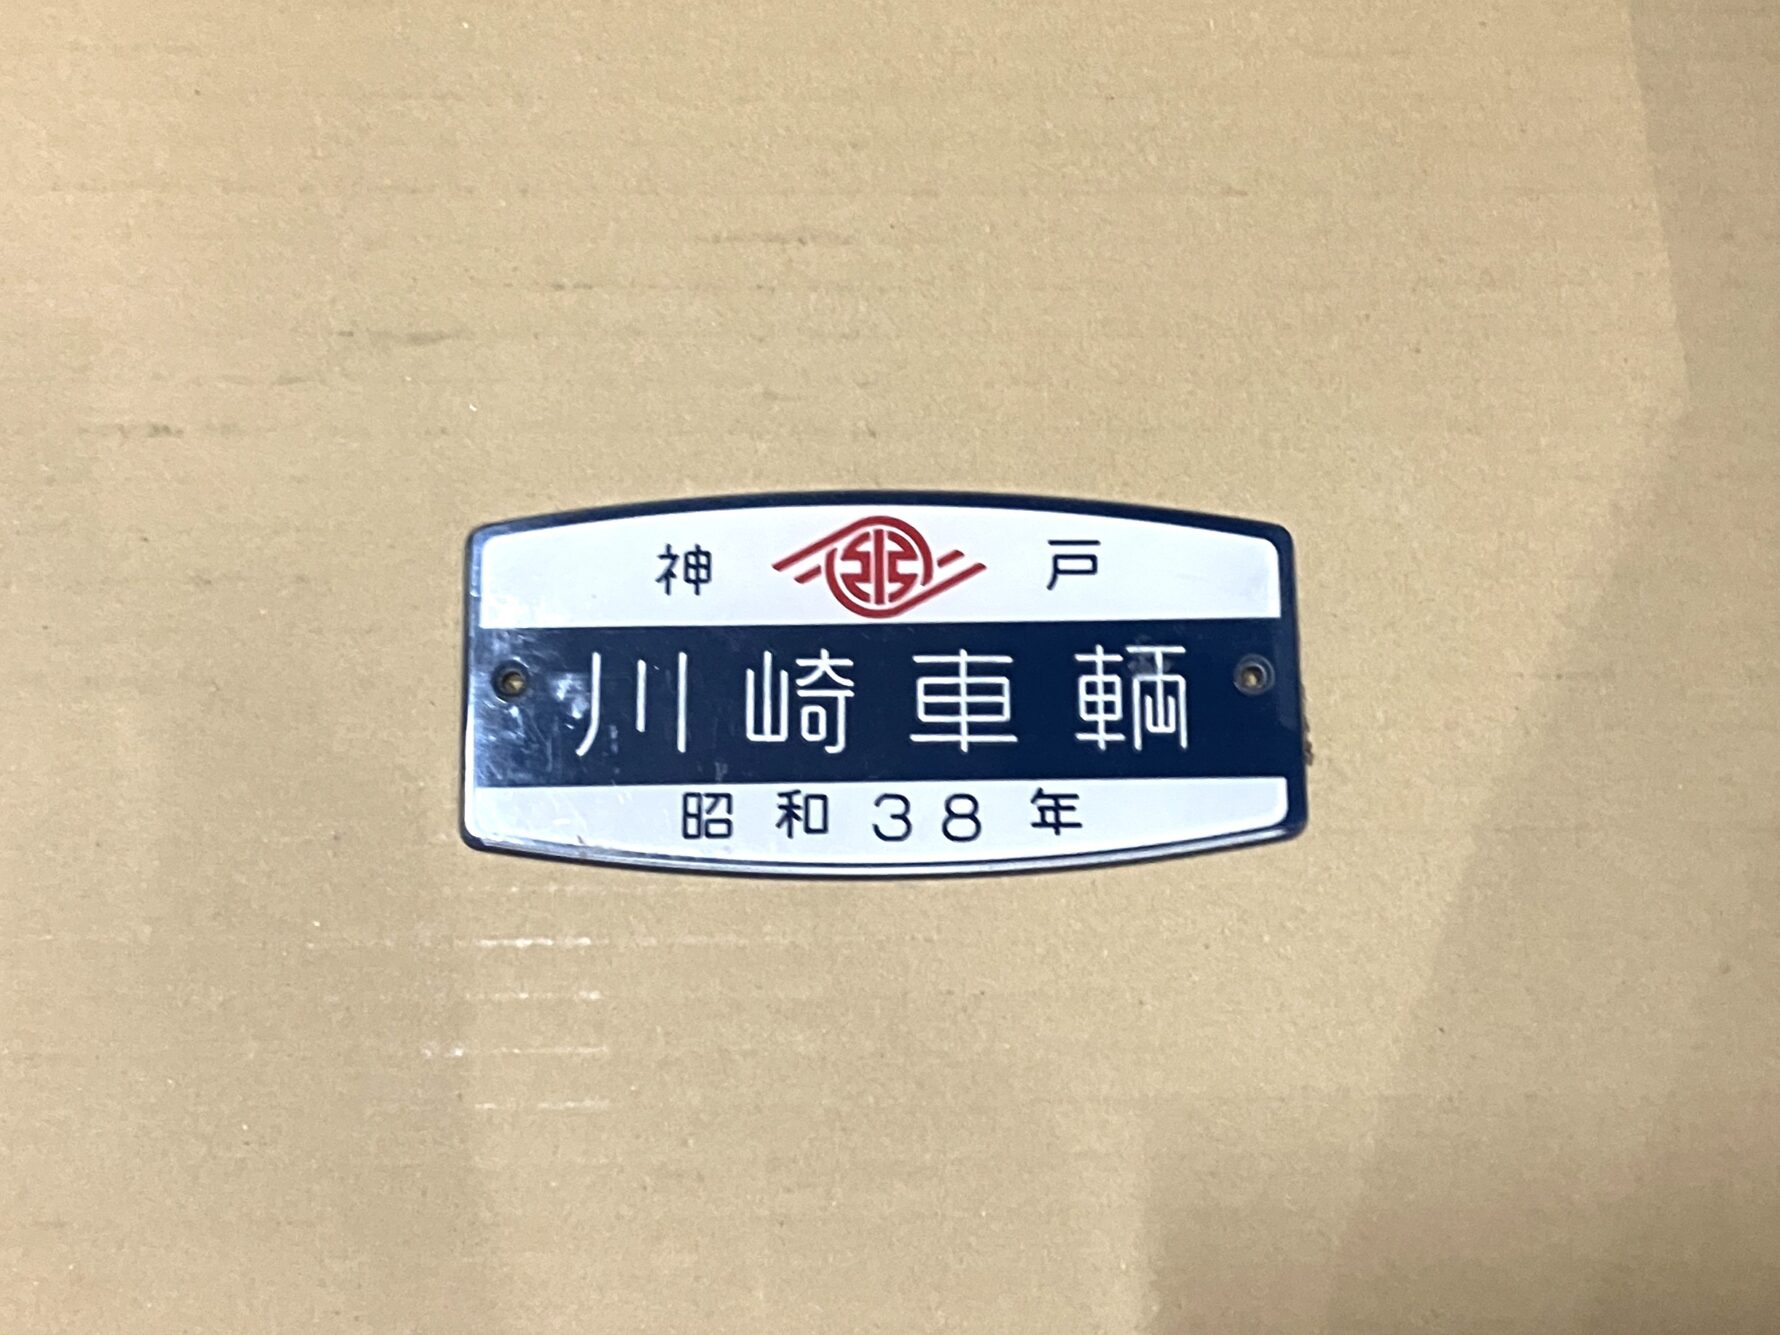 神 戸
川崎車輌
昭和38年